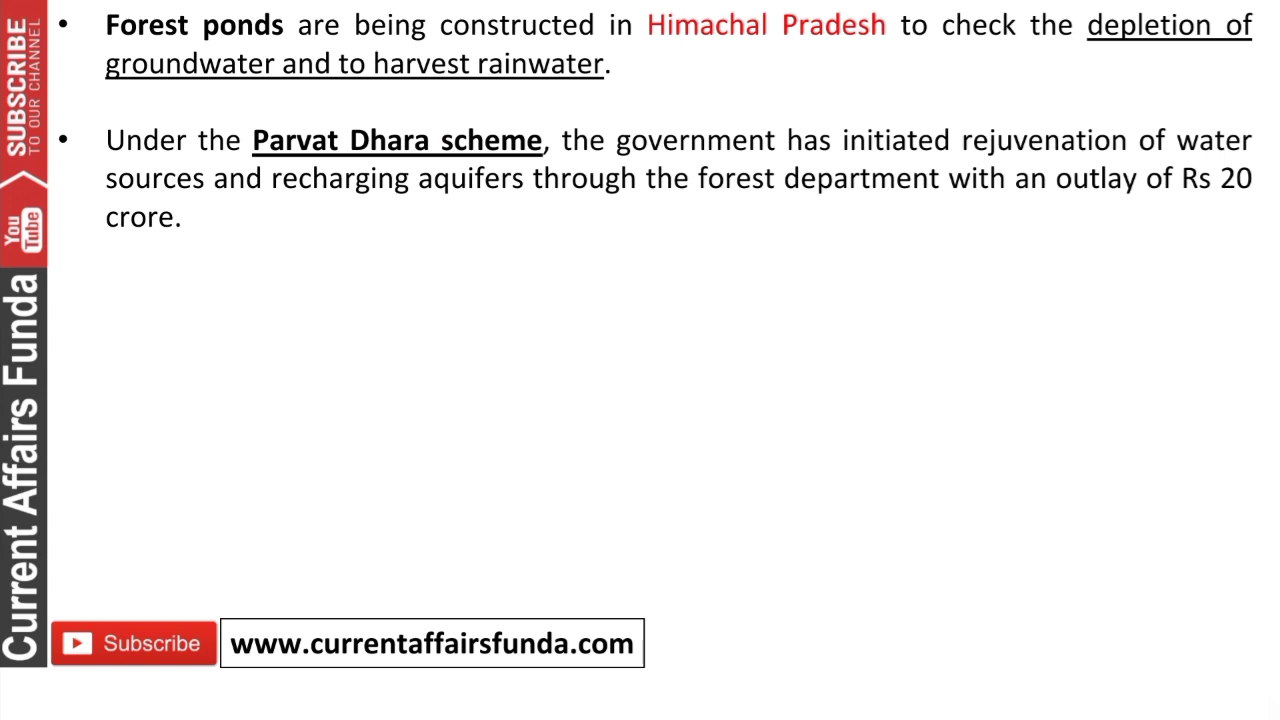 • Forest ponds are being constructed in Himachal Pradesh to check the depletion of
groundwater and to harvest rainwater.
• Under the Parvat Dhara scheme, the government has initiated rejuvenation of water
sources and recharging aquifers through the forest department with an outlay of Rs 20
crore.
SUBSCRIBE
TO OUR CHANNEL
You
Tube
Current Affairs Funda
Subscribe
www.currentaffairsfunda.com